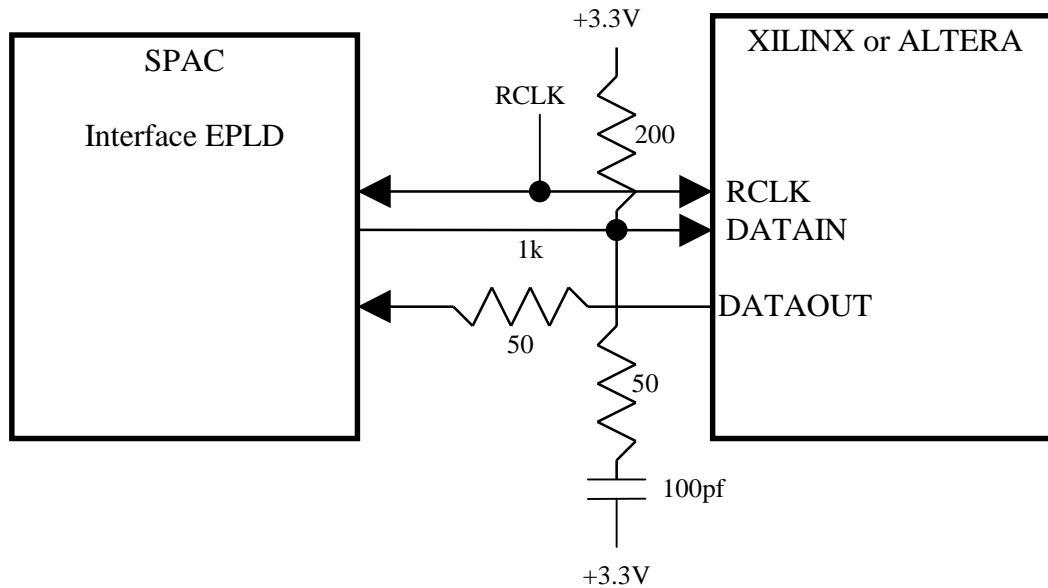 +3.3V
XILINX or ALTERA
SPAC
RCLK
Interface EPLD
200
RCLK
DATAIN
1k
DATAOUT
50
50
100pf
+3.3V